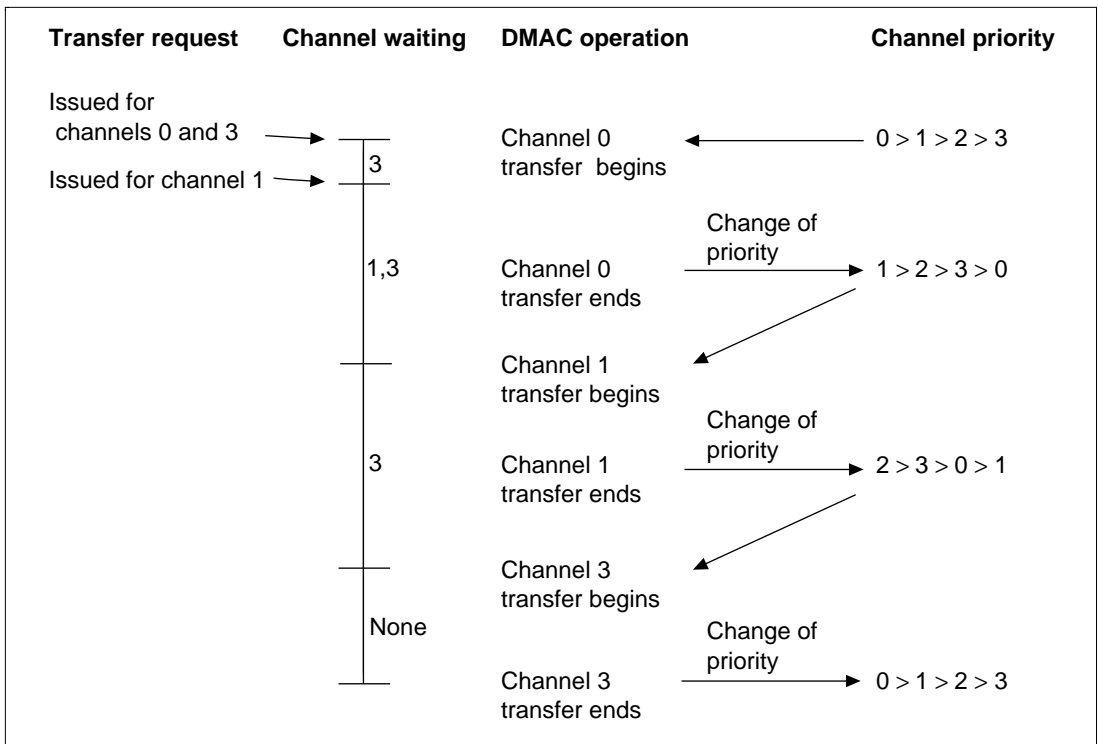 Transfer request Channel waiting DMAC operation Channel priority
Issued for
channels 0 and 3
Channel 0
transfer begins
0 > 1 > 2 > 3
3
Issued for channel 1
Change of
priority
1,3
Channel 0
transfer ends
1 > 2 > 3 > 0
Channel 1
transfer begins
Change of
priority
3
Channel 1
transfer ends
2 > 3 > 0 > 1
Channel 3
transfer begins
None
Change of
priority
Channel 3
transfer ends
0 > 1 > 2 > 3